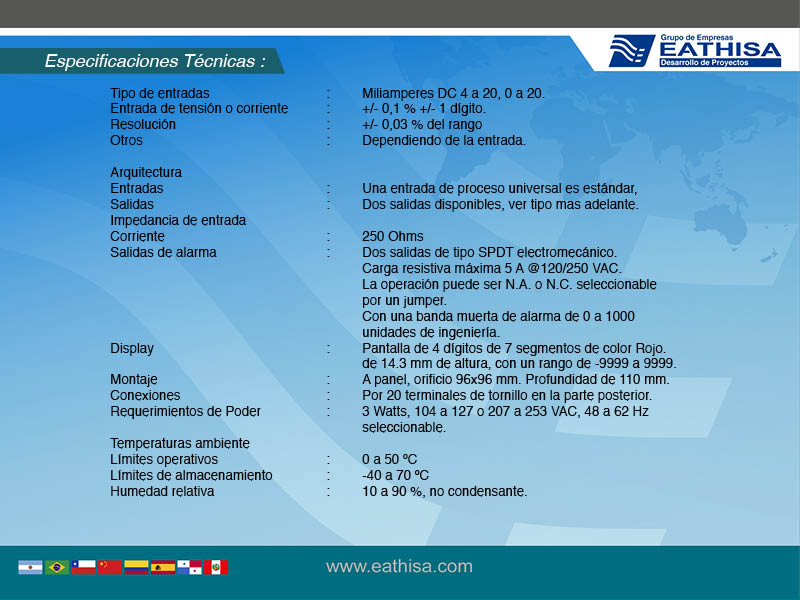 Grupo de Empresas
EATHISA
Desarrollo de Proyectos
Especificaciones Técnicas :
Tipo de entradas : Miliamperes DC 4 a 20, 0 a 20.
Entrada de tensión o corriente : +/- 0,1 % +/- 1 dígito.
Resolución : +/- 0,03 % del rango
Otros : Dependiendo de la entrada.
Arquitectura
Entradas : Una entrada de proceso universal es estándar,
Salidas : Dos salidas disponibles, ver tipo mas adelante.
Impedancia de entrada
Corriente : 250 Ohms
Salidas de alarma : Dos salidas de tipo SPDT electromecánico.
Carga resistiva máxima 5 A @120/250 VAC.
La operación puede ser N.A. o N.C. seleccionable
por un jumper.
Con una banda muerta de alarma de 0 a 1000
unidades de ingeniería.
Display : Pantalla de 4 dígitos de 7 segmentos de color Rojo.
de 14.3 mm de altura, con un rango de -9999 a 9999.
Montaje : A panel, orificio 96x96 mm. Profundidad de 110 mm.
Conexiones : Por 20 terminales de tornillo en la parte posterior.
Requerimientos de Poder : 3 Watts, 104 a 127 o 207 a 253 VAC, 48 a 62 Hz
seleccionable.
Temperaturas ambiente
Límites operativos : 0 a 50 ºC
Límites de almacenamiento : -40 a 70 ºC
Humedad relativa : 10 a 90 %, no condensante.
www.eathisa.com